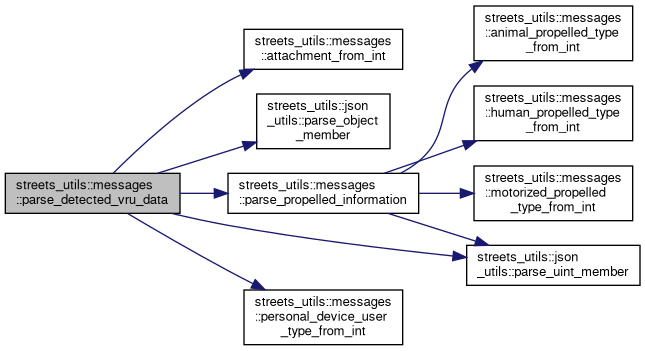 streets_utils::messages
::parse_detected_vru_data
streets_utils::messages
::attachment_from_int
streets_utils::json
_utils::parse_object
_member
streets_utils::messages
::parse_propelled_information
streets_utils::messages
::personal_device_user
_type_from_int
streets_utils::messages
::animal_propelled_type
_from_int
streets_utils::messages
::human_propelled_type
_from_int
streets_utils::messages
::motorized_propelled
_type_from_int
streets_utils::json
_utils::parse_uint_member